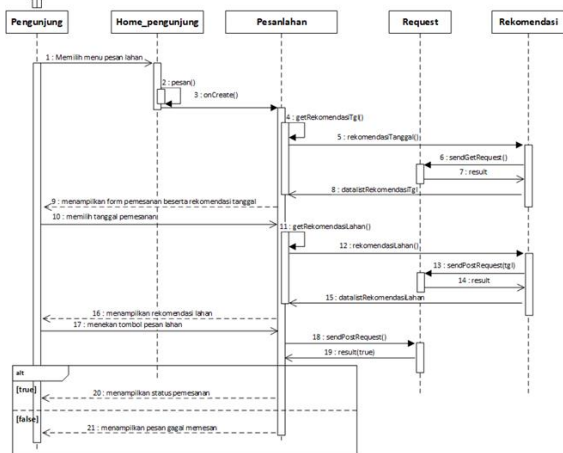 Pengunjung
Home_pengunjung
Pesanlahan
Request
Rekomendasi
1 : Memilih menu pesan lahan
2 : pesan()
3 : onCreate()
4 : getRekomendasiTgl()
5 : rekomendasiTanggal()
6 : sendGetRequest()
7 : result
8 : datalistRekomendasiTgl
9 : menampilkan form pemesanan beserta rekomendasi tanggal
10 : memilih tanggal pemesanan
11 : getRekomendasiLahan()
12 : rekomendasiLahan()
13 : sendPostRequest(tgl)
14 : result
15 : datalistRekomendasiLahan
16 : menampilkan rekomendasi lahan
17 : menekan tombol pesan lahan
18 : sendPostRequest()
19 : result(true)
alt
[true]
20 : menampilkan status pemesanan
[false]
21 : menampilkan pesan gagal memesan